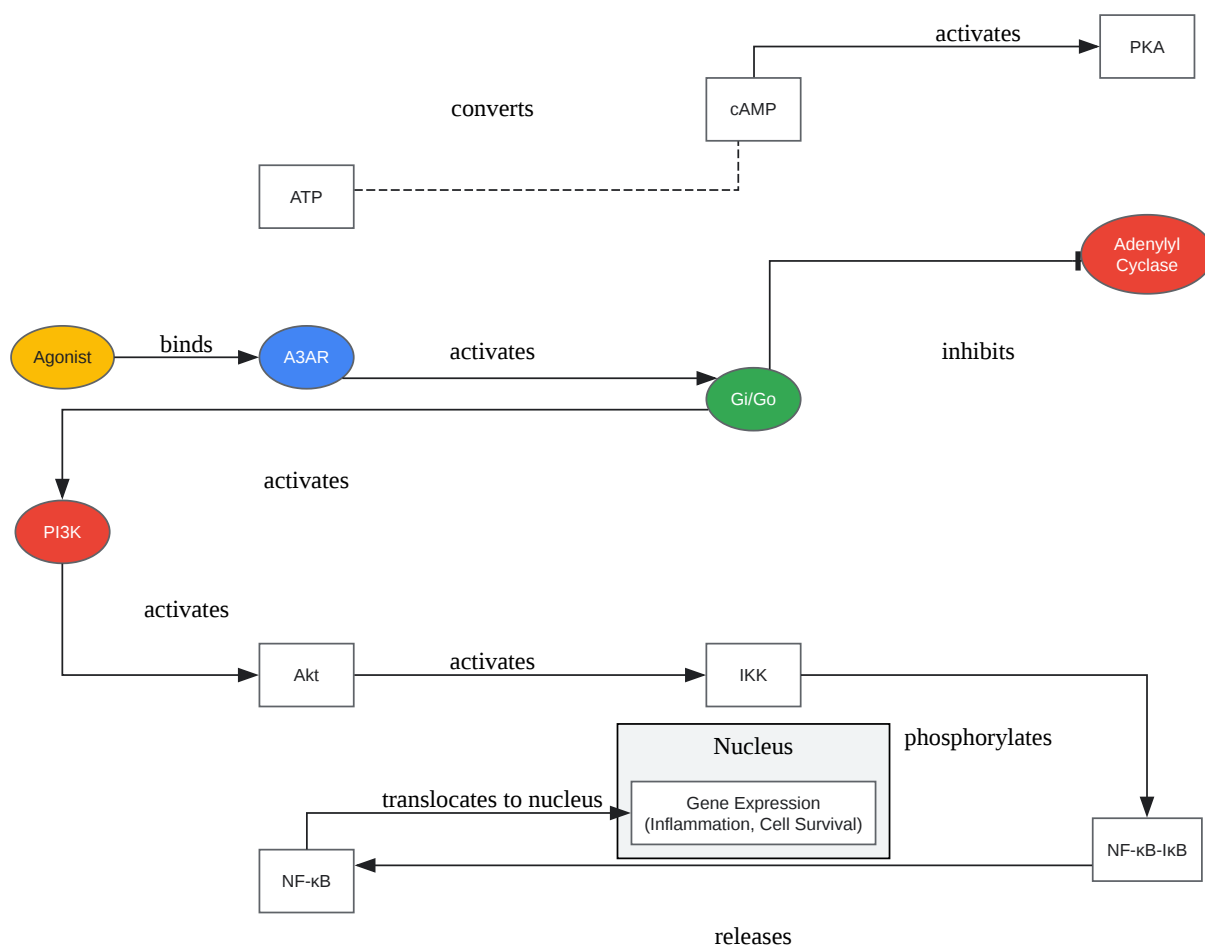 activates
PKA
cAMP
converts
ATP
Adenylyl
Cyclase
binds
Agonist
A3AR
activates
inhibits
Gi/Go
activates
PI3K
activates
Akt
activates
IKK
phosphorylates
Nucleus
translocates to nucleus
Gene Expression
(Inflammation, Cell Survival)
NF-κB-IκB
NF-κB
releases